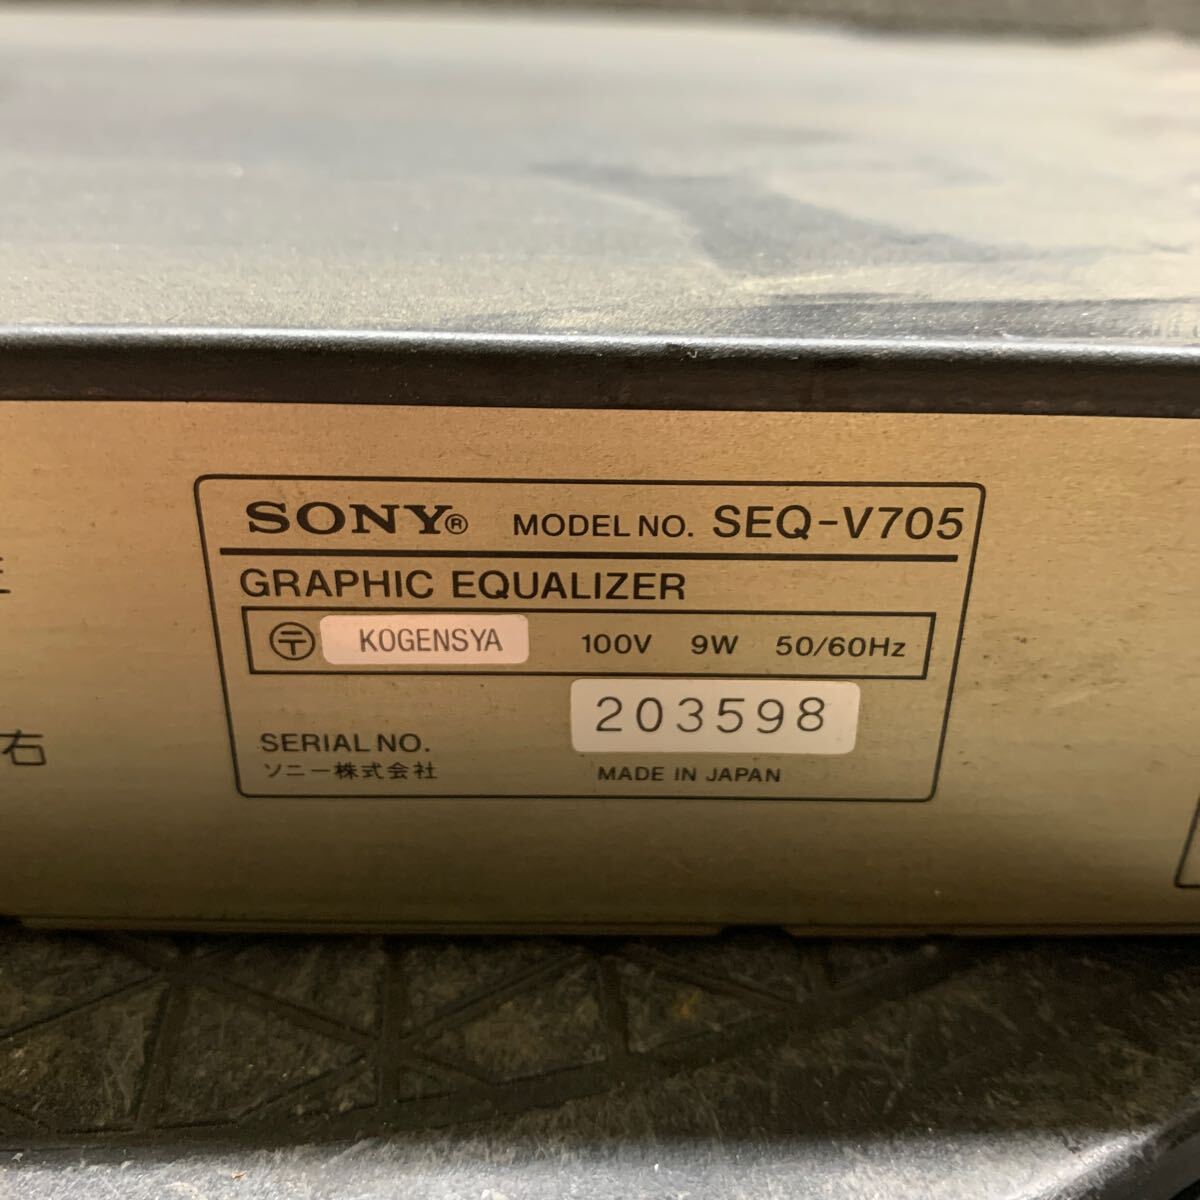 SONY® MODEL NO. SEQ-V705
GRAPHIC EQUALIZER
〶 KOGENSYA 100V 9W 50/60Hz
SERIAL NO. 203598
ソニー株式会社 MADE IN JAPAN
右